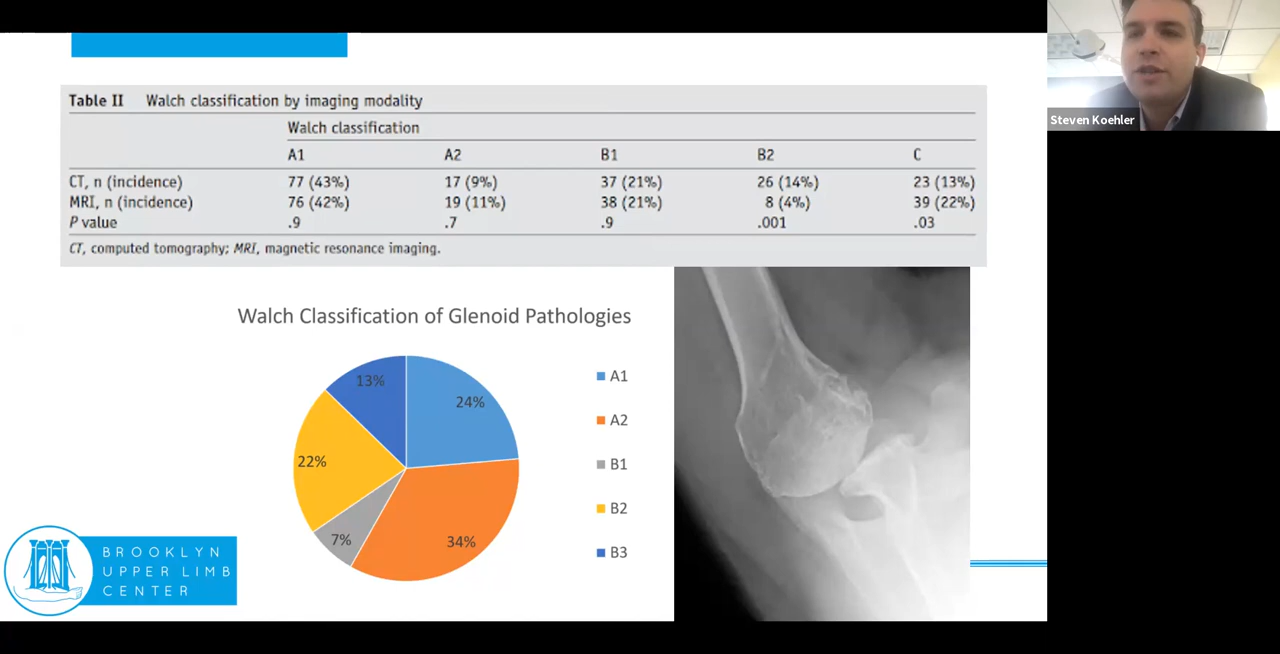 Table II Walch classification by imaging modality
Walch classification
A1 A2 B1 B2 C
CT, n (incidence) 77 (43%) 17 (9%) 37 (21%) 26 (14%) 23 (13%)
MRI, n (incidence) 76 (42%) 19 (11%) 38 (21%) 8 (4%) 39 (22%)
P value .9 .7 .9 .001 .03
CT, computed tomography; MRI, magnetic resonance imaging.
Steven Koehler
Walch Classification of Glenoid Pathologies
13%
24%
22%
7%
34%
A1
A2
B1
B2
B3
BROOKLYN
UPPER LIMB
CENTER